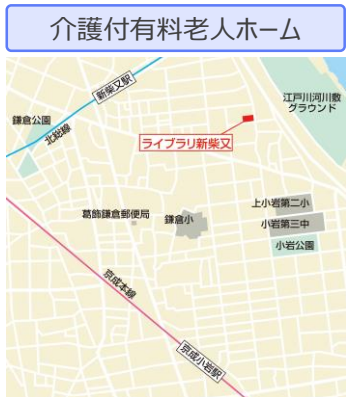 介護付有料老人ホーム
新柴又駅
江戸川河川敷
グラウンド
鎌倉公園
北総線
ライブラリ新柴又
上小岩第二小
葛飾鎌倉郵便局
鎌倉小
小岩第三中
小岩公園
京成本線
京成小岩駅